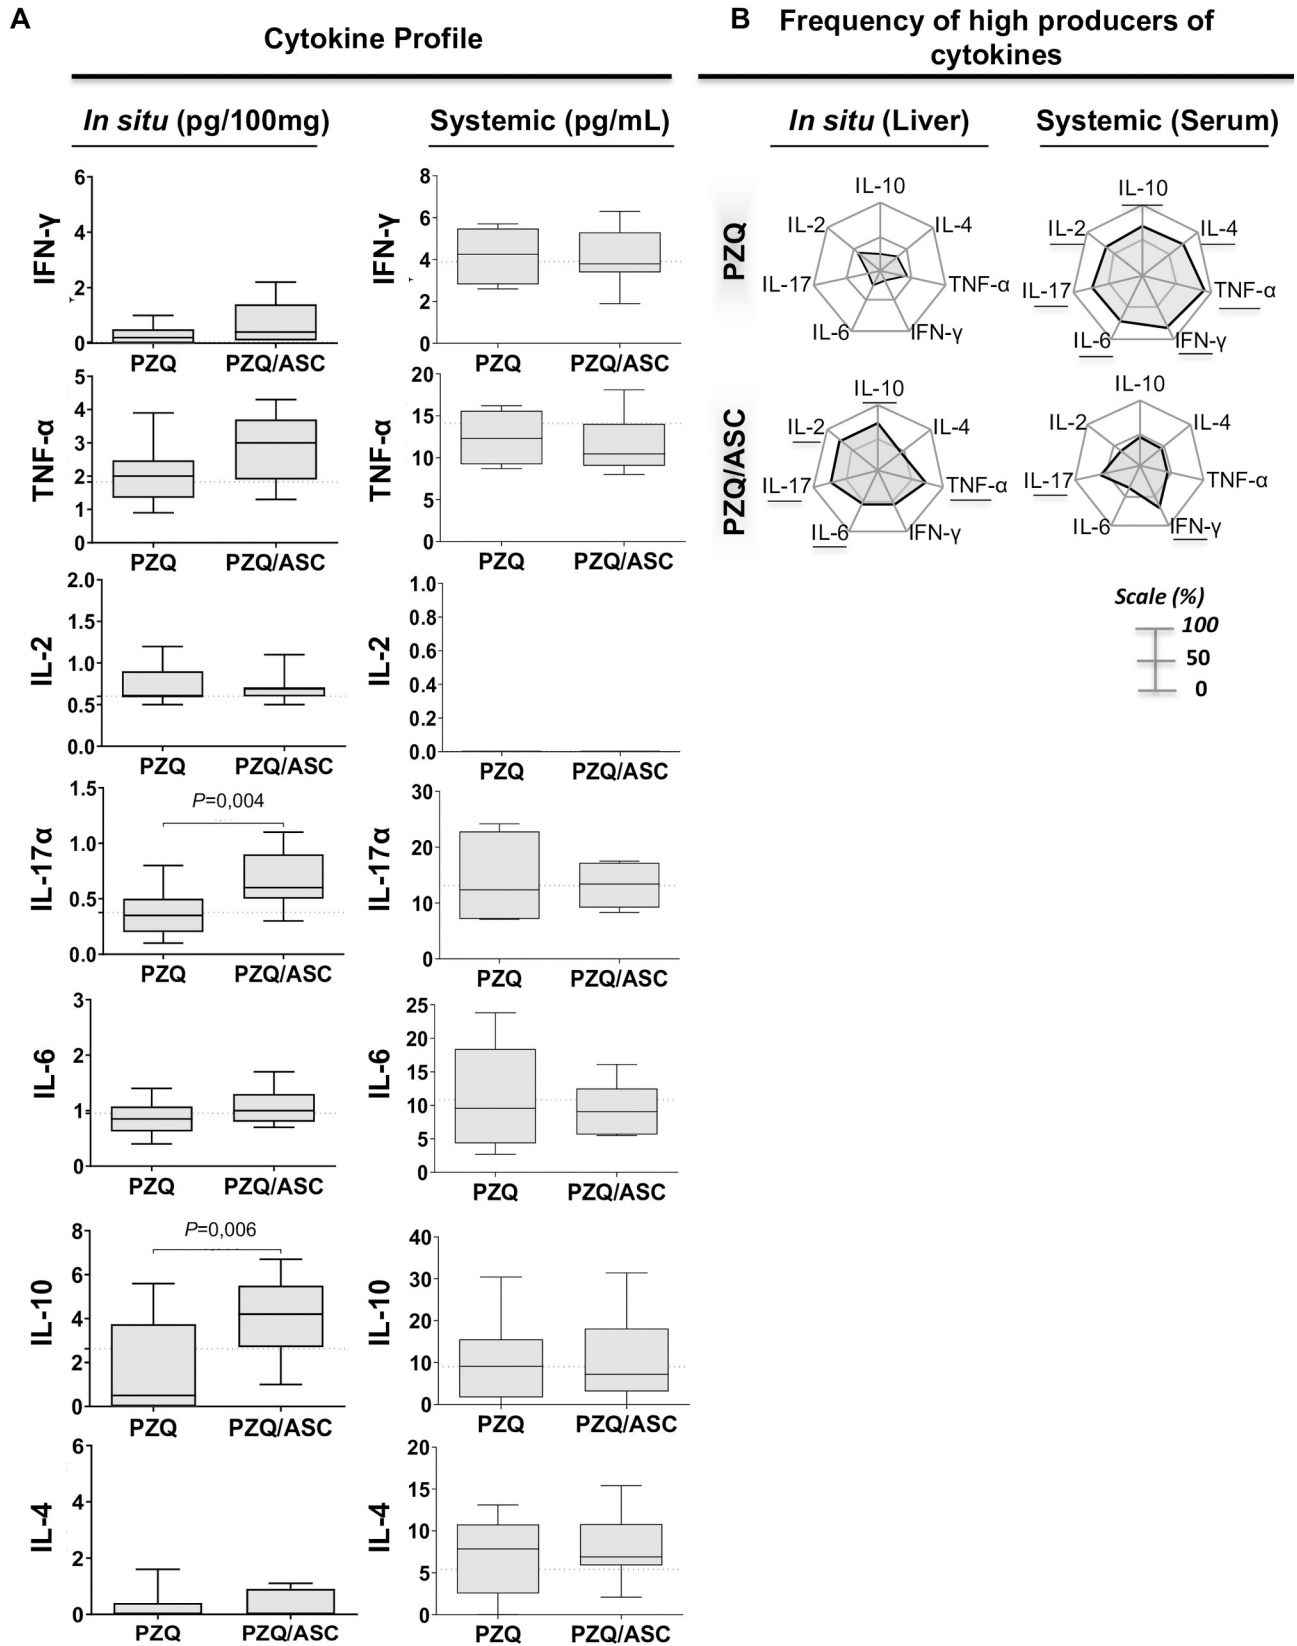 A
Cytokine Profile
In situ (pg/100mg)
Systemic (pg/mL)
IFN-γ
6
4
2
0
PZQ
PZQ/ASC
IFN-γ
8
6
4
2
0
PZQ
PZQ/ASC
TNF-α
5
4
3
2
1
0
PZQ
PZQ/ASC
TNF-α
20
15
10
5
0
PZQ
PZQ/ASC
IL-2
2.0
1.5
1.0
0.5
0.0
PZQ
PZQ/ASC
IL-2
1.0
0.8
0.6
0.4
0.2
0.0
PZQ
PZQ/ASC
IL-17α
1.5
1.0
0.5
0.0
P=0,004
PZQ
PZQ/ASC
IL-17α
30
20
10
0
PZQ
PZQ/ASC
IL-6
3
2
1
0
PZQ
PZQ/ASC
IL-6
25
20
15
10
5
0
PZQ
PZQ/ASC
IL-10
8
6
4
2
0
P=0,006
PZQ
PZQ/ASC
IL-10
40
30
20
10
0
PZQ
PZQ/ASC
IL-4
6
4
2
0
PZQ
PZQ/ASC
IL-4
20
15
10
5
0
PZQ
PZQ/ASC
B
Frequency of high producers of
cytokines
In situ (Liver)
Systemic (Serum)
PZQ
IL-10
IL-2
IL-4
IL-17
TNF-α
IL-6
IFN-γ
IL-10
IL-2
IL-4
IL-17
TNF-α
IL-6
IFN-γ
PZQ/ASC
IL-10
IL-2
IL-4
IL-17
TNF-α
IL-6
IFN-γ
IL-10
IL-2
IL-4
IL-17
TNF-α
IL-6
IFN-γ
Scale (%)
100
50
0